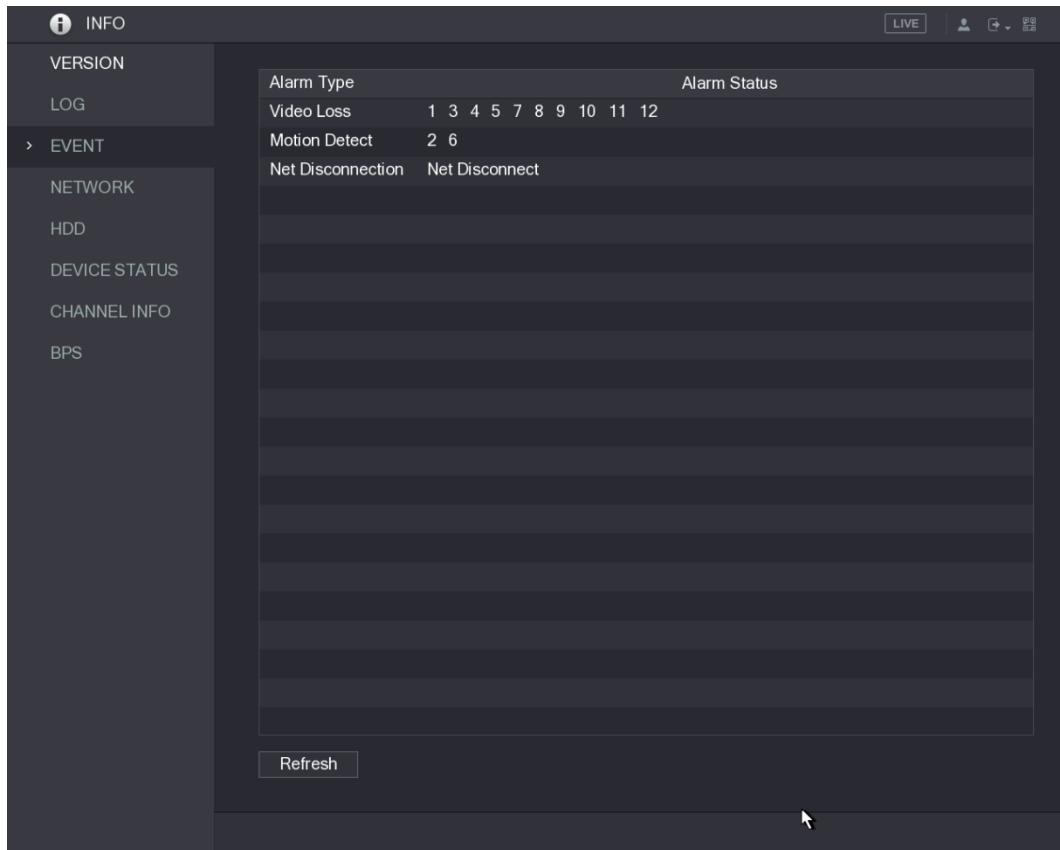 INFO
LIVE
VERSION
LOG
> EVENT
NETWORK
HDD
DEVICE STATUS
CHANNEL INFO
BPS
Alarm Type Alarm Status
Video Loss 1 3 4 5 7 8 9 10 11 12
Motion Detect 2 6
Net Disconnection Net Disconnect
Refresh